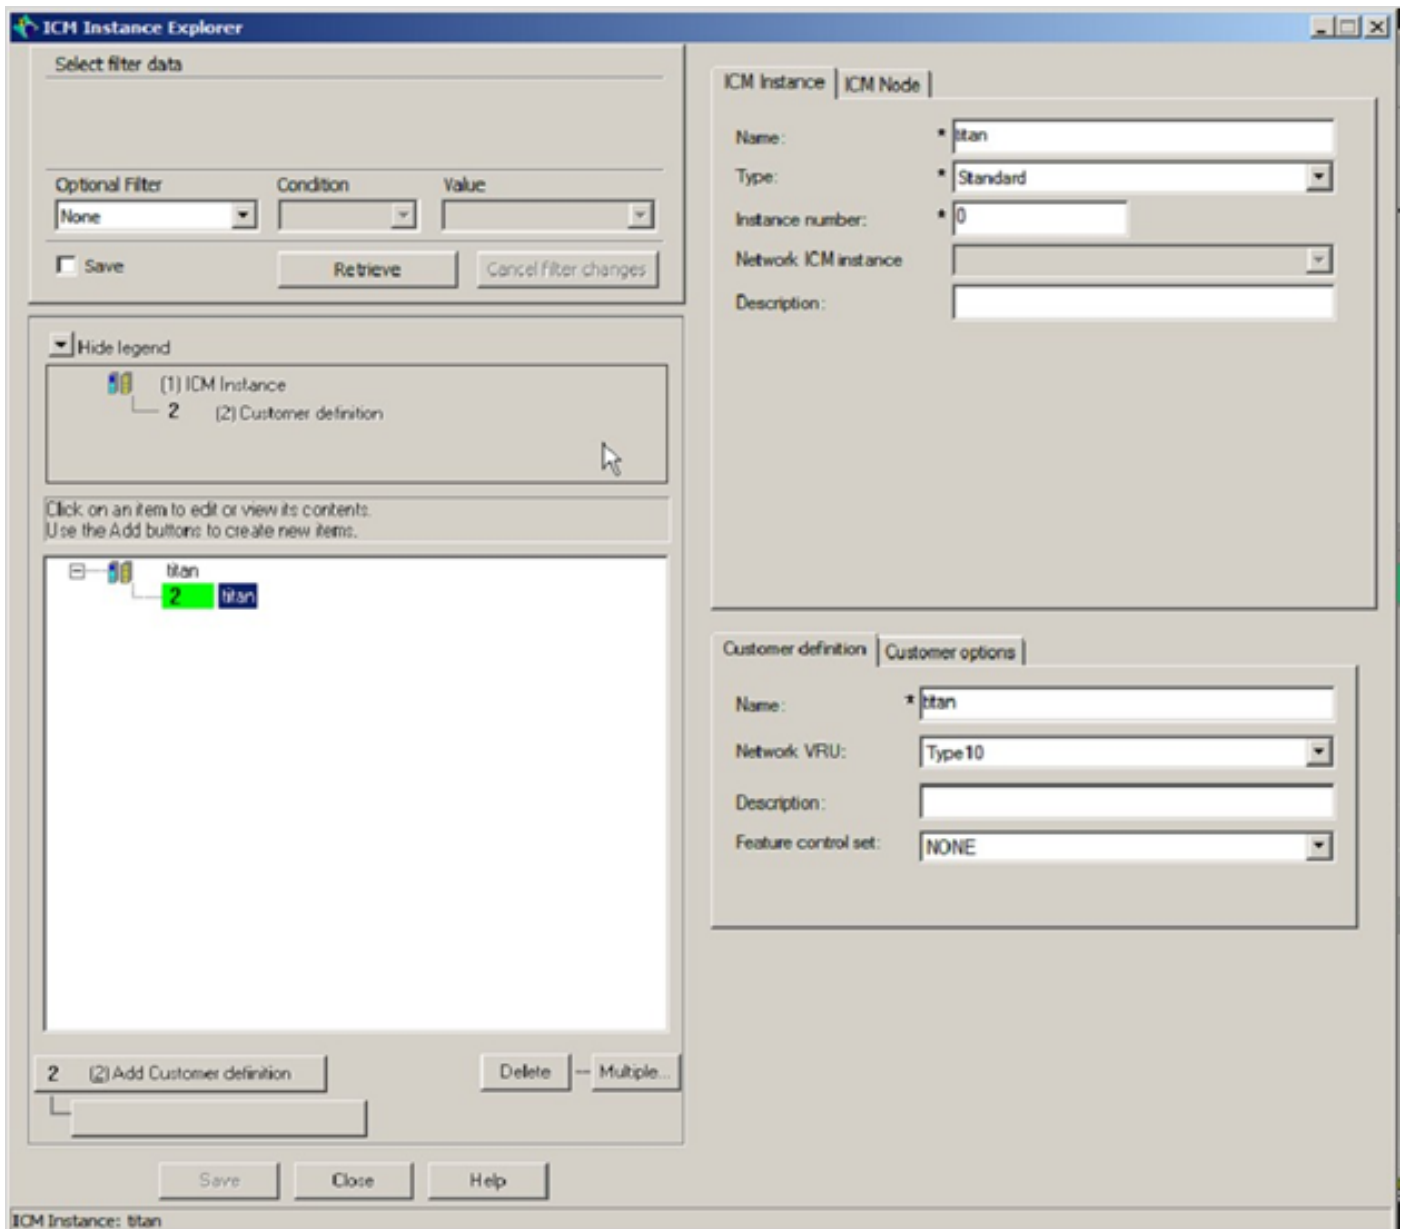 ICM Instance Explorer
Select filter data
Optional Filter Condition Value
None
Save Retrieve Cancel filter changes
Hide legend
(1) ICM Instance
2 (2) Customer definition
Click on an item to edit or view its contents.
Use the Add buttons to create new items.
titan
2 titan
2 (2) Add Customer definition Delete Multiple...
Save Close Help
ICM Instance: titan
ICM Instance ICM Node
Name: * titan
Type: * Standard
Instance number: * 0
Network ICM instance
Description:
Customer definition Customer options
Name: * titan
Network VRU: Type10
Description:
Feature control set: NONE